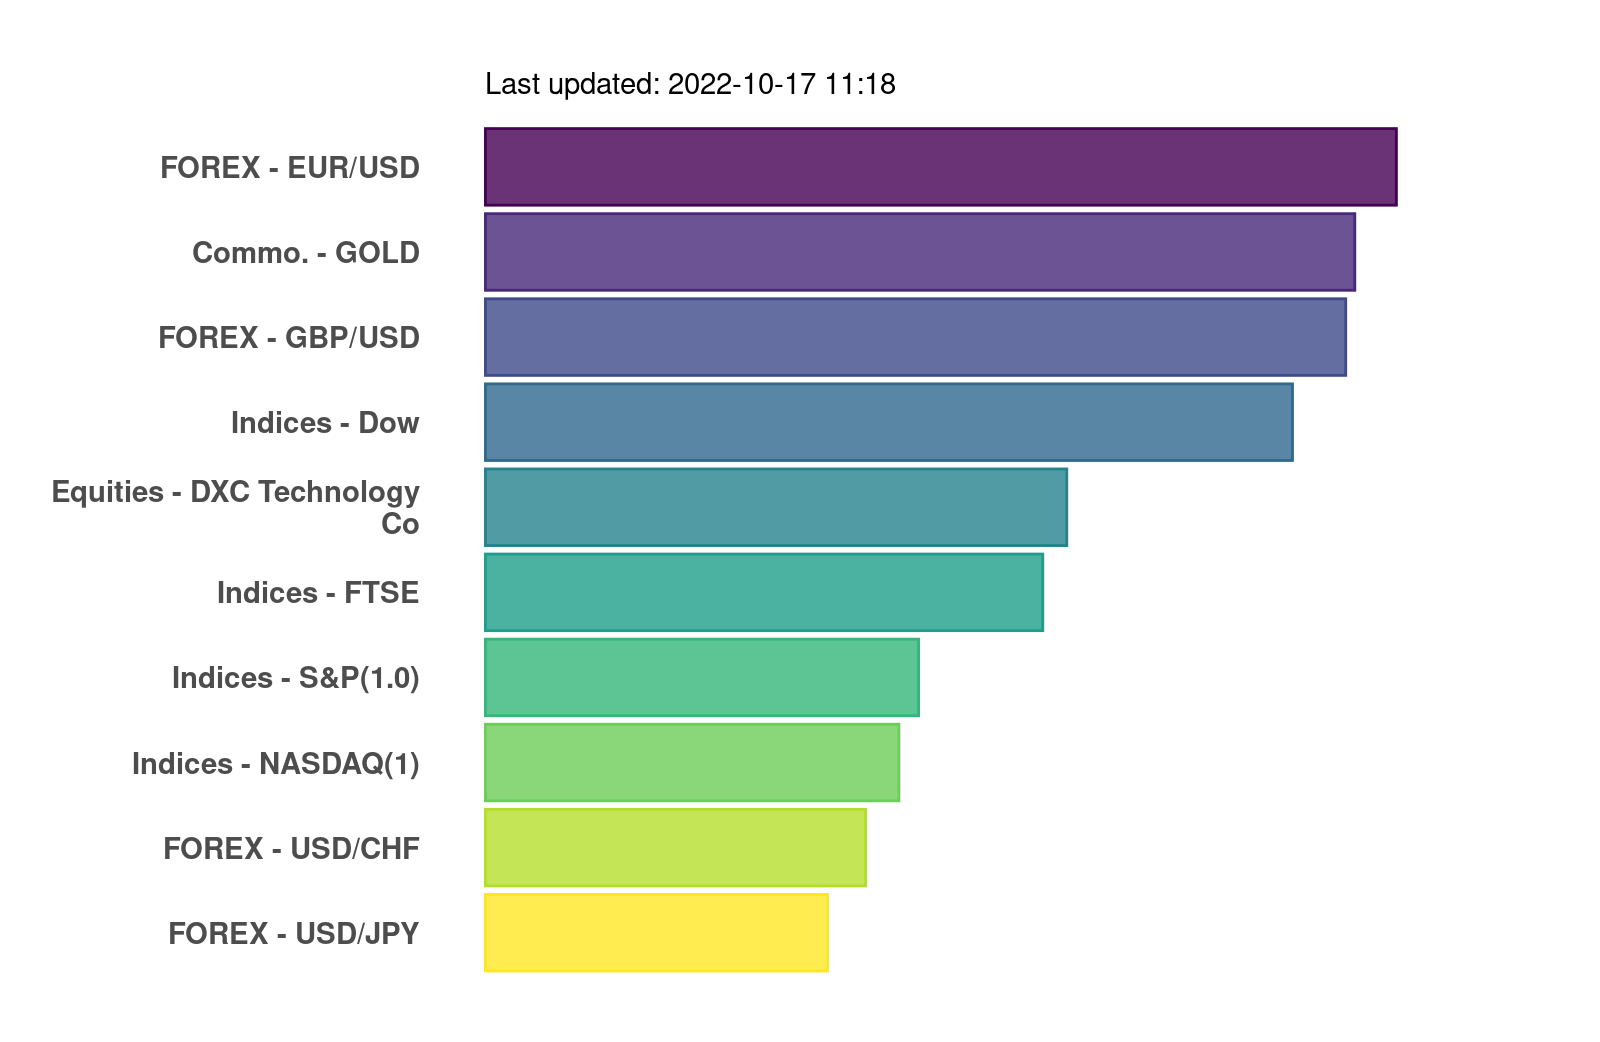 Last updated: 2022-10-17 11:18
FOREX - EUR/USD
Commo. - GOLD
FOREX - GBP/USD
Indices - Dow
Equities - DXC Technology
Co
Indices - FTSE
Indices - S&P(1.0)
Indices - NASDAQ(1)
FOREX - USD/CHF
FOREX - USD/JPY